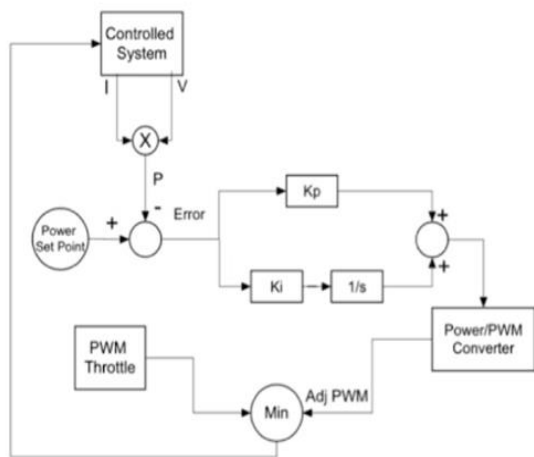 Controlled
System
I
V
X
P
-
+
Error
Power
Set Point
Kp
+
Ki
1/s
+
PWM
Throttle
Power/PWM
Converter
Adj PWM
Min